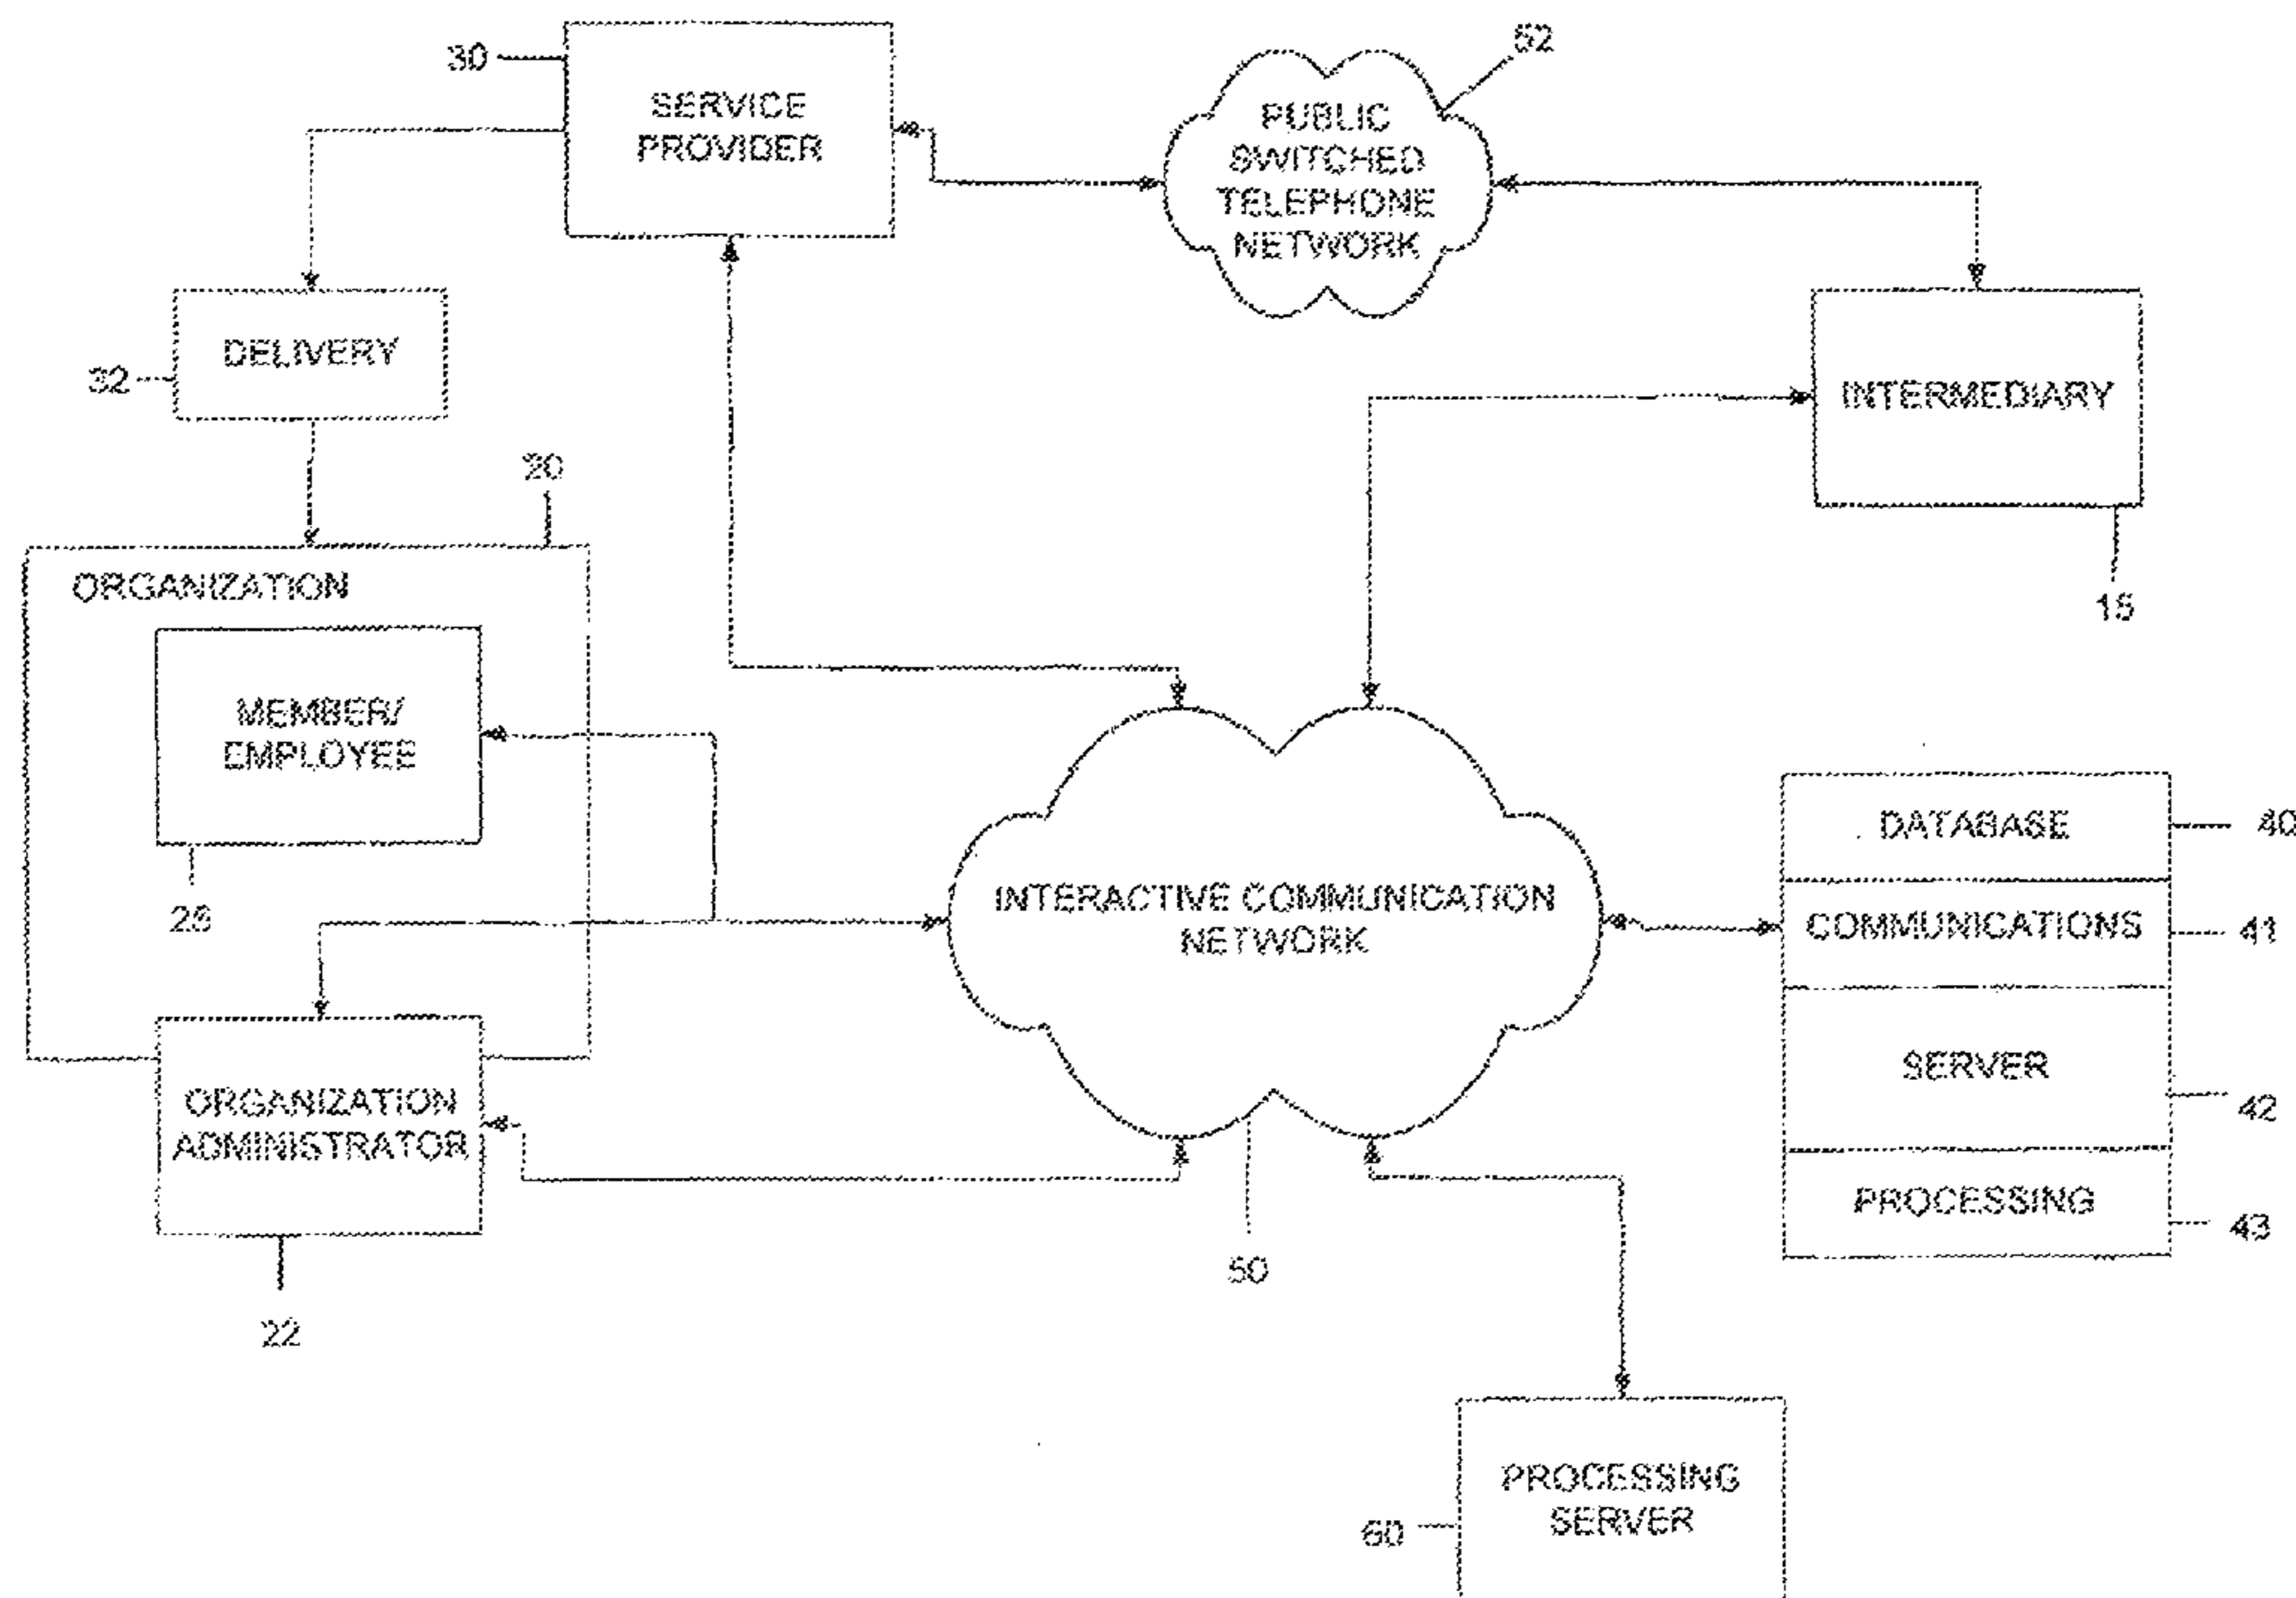 30
SERVICE
PROVIDER
52
PUBLIC
SWITCHED
TELEPHONE
NETWORK
DELIVERY
32
INTERMEDIARY
20
ORGANIZATION
MEMBER/
EMPLOYEE
DATABASE
40
INTERACTIVE COMMUNICATION
NETWORK
COMMUNICATIONS
41
SERVER
42
ORGANIZATION
ADMINISTRATOR
PROCESSING
43
50
22
PROCESSING
SERVER
60